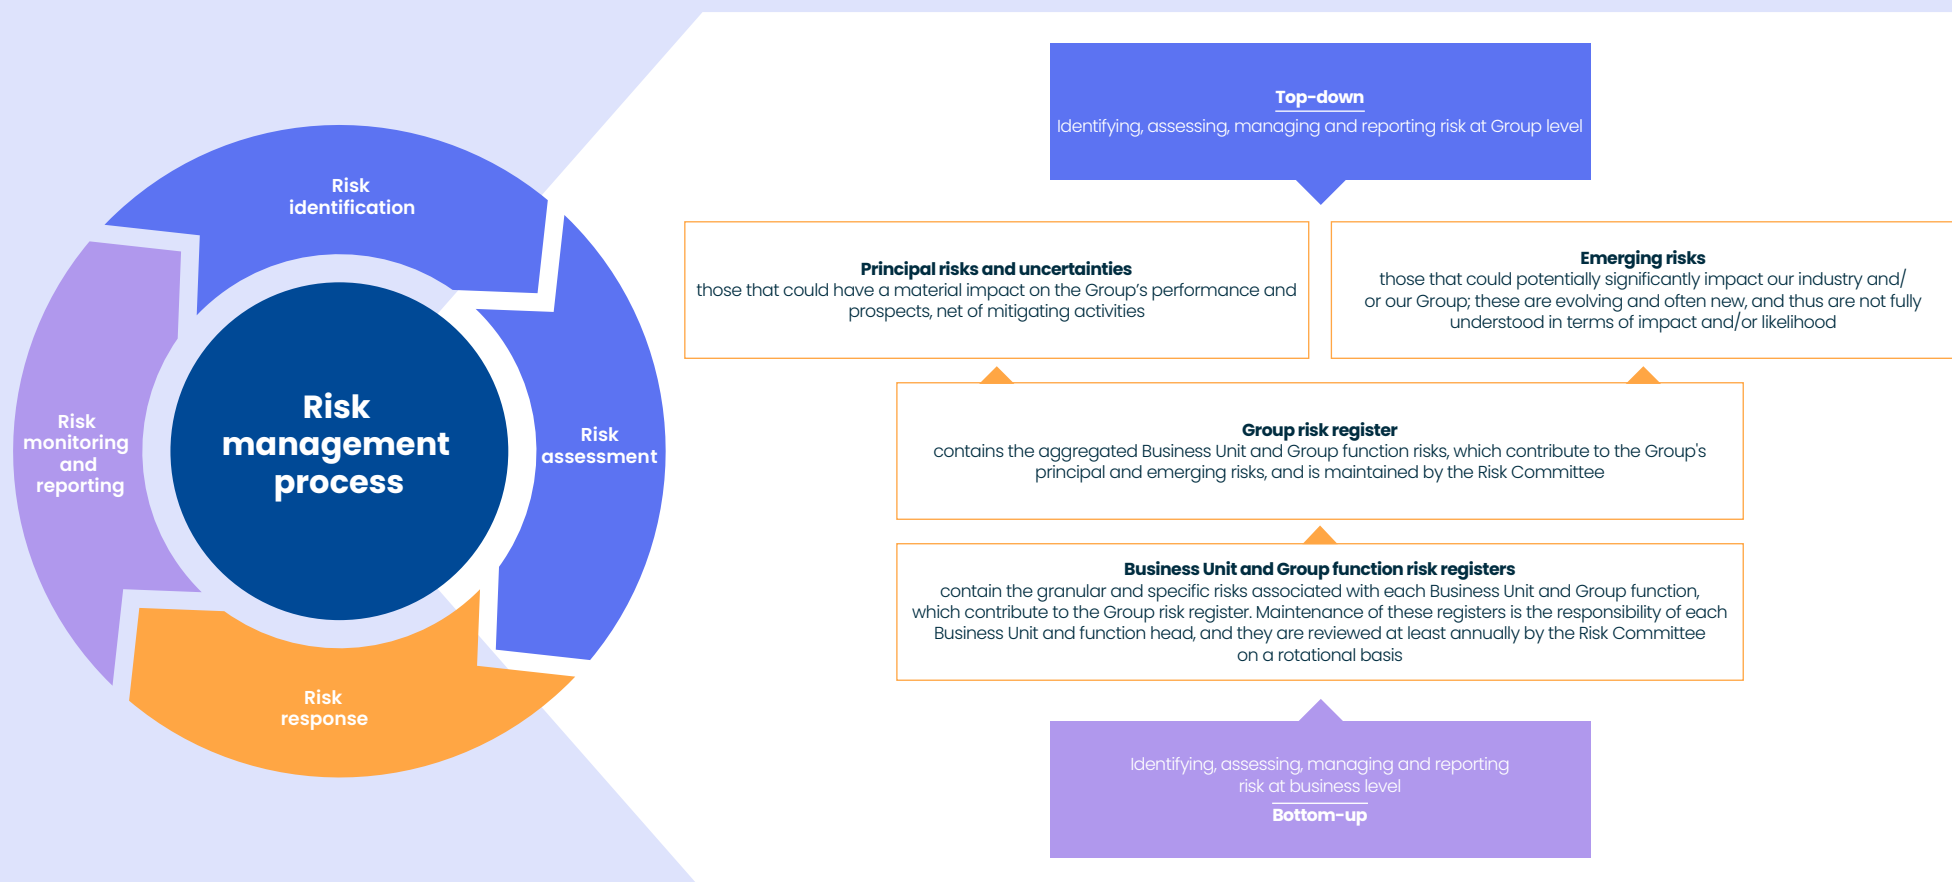 Risk
identification
Risk
assessment
Risk
response
Risk
monitoring
and
reporting
Risk
management
process
Top-down
Identifying, assessing, managing and reporting risk at Group level
Principal risks and uncertainties
those that could have a material impact on the Group’s performance and
prospects, net of mitigating activities
Emerging risks
those that could potentially significantly impact our industry and/
or our Group; these are evolving and often new, and thus are not fully
understood in terms of impact and/or likelihood
Group risk register
contains the aggregated Business Unit and Group function risks, which contribute to the Group's
principal and emerging risks, and is maintained by the Risk Committee
Business Unit and Group function risk registers
contain the granular and specific risks associated with each Business Unit and Group function,
which contribute to the Group risk register. Maintenance of these registers is the responsibility of each
Business Unit and function head, and they are reviewed at least annually by the Risk Committee
on a rotational basis
Identifying, assessing, managing and reporting
risk at business level
Bottom-up